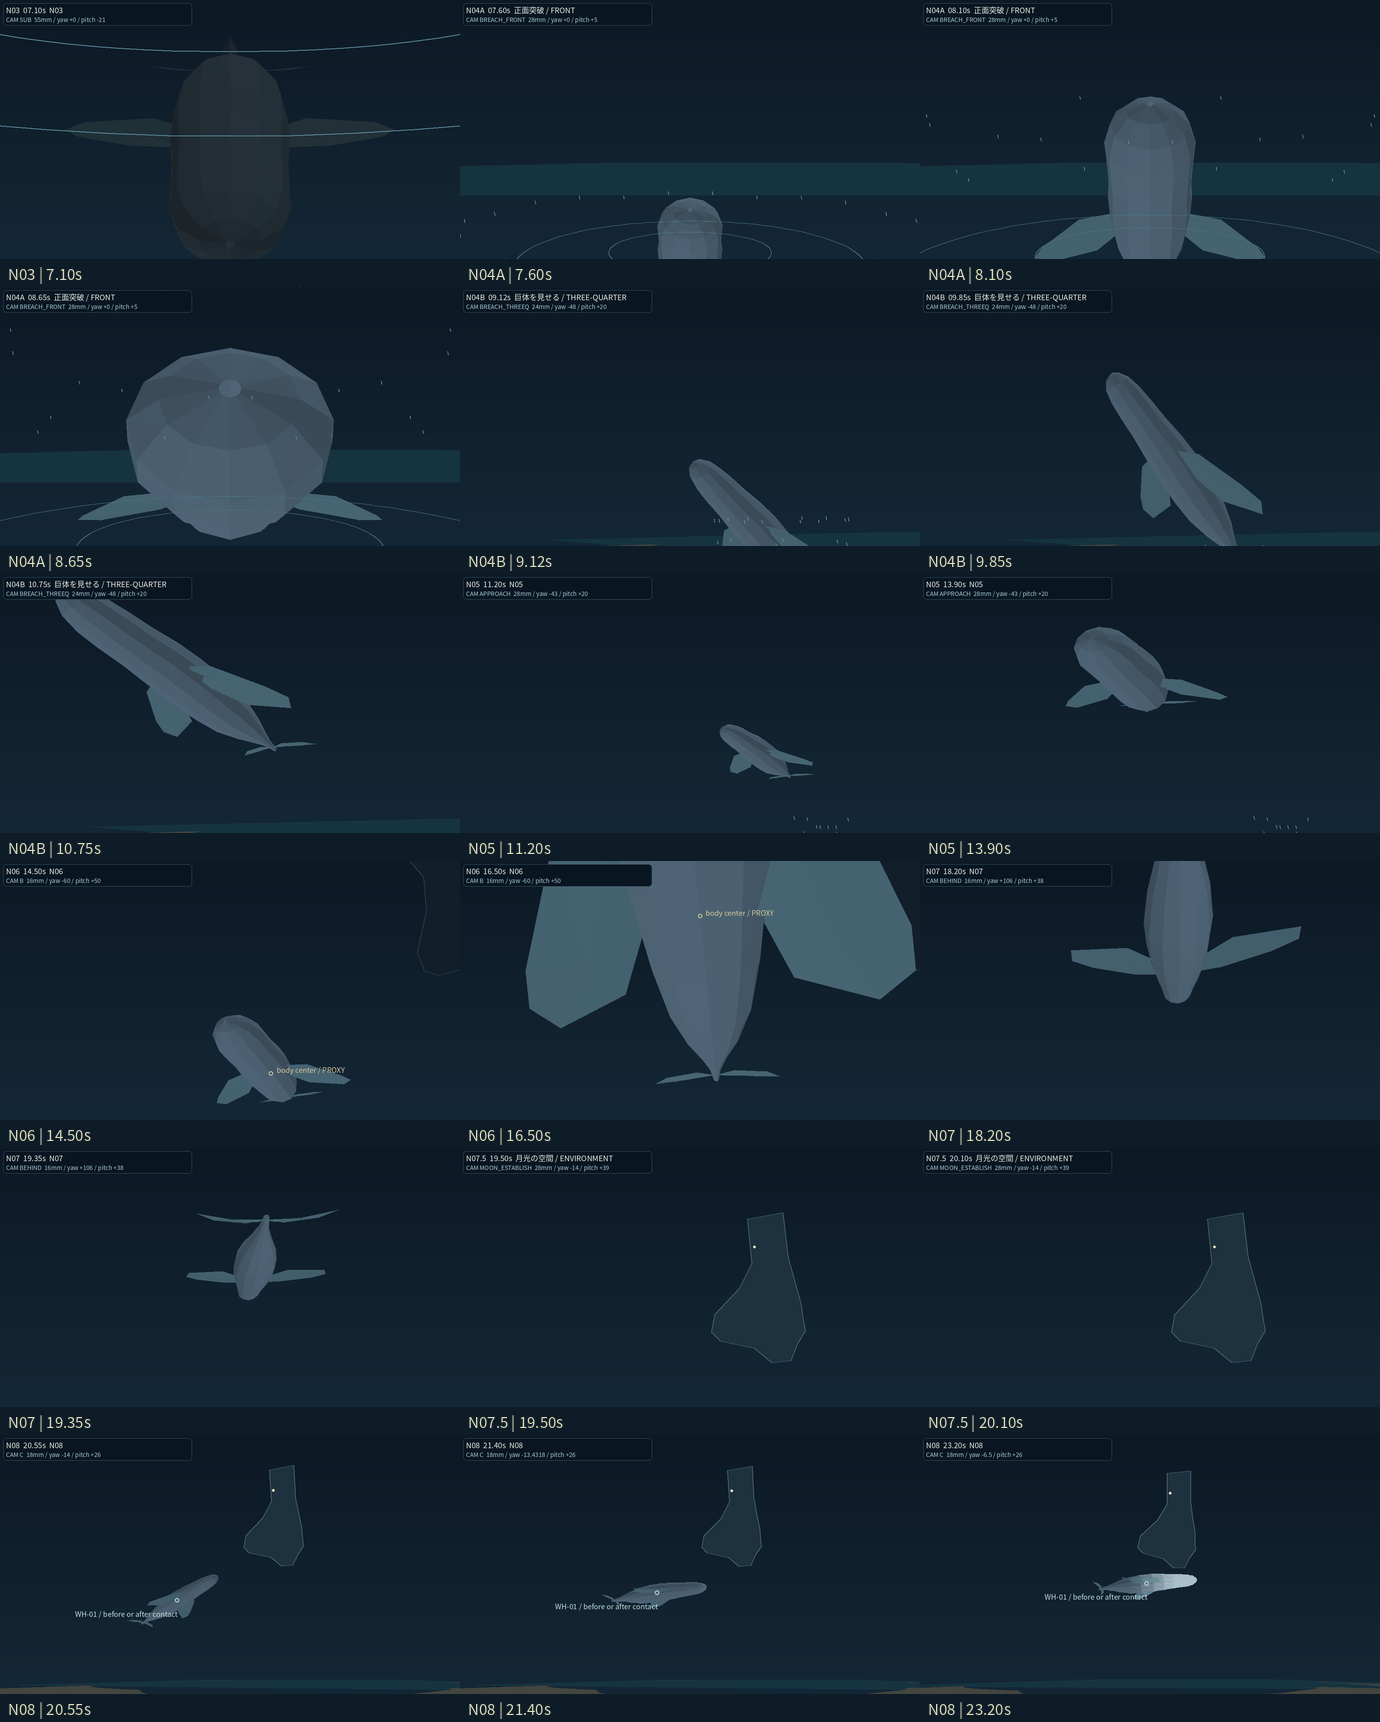 N03 07.10s N03
CAM SUB 55mm / yaw +0 / pitch -21
N04A 07.60s 正面突破 / FRONT
CAM BREACH_FRONT 28mm / yaw +0 / pitch +5
N04A 08.10s 正面突破 / FRONT
CAM BREACH_FRONT 28mm / yaw +0 / pitch +5
N03 | 7.10s
N04A | 7.60s
N04A | 8.10s
N04A 08.65s 正面突破 / FRONT
CAM BREACH_FRONT 28mm / yaw +0 / pitch +5
N04B 09.12s 巨体を見せる / THREE-QUARTER
CAM BREACH_THREEQ 24mm / yaw -48 / pitch +20
N04B 09.85s 巨体を見せる / THREE-QUARTER
CAM BREACH_THREEQ 24mm / yaw -48 / pitch +20
N04A | 8.65s
N04B | 9.12s
N04B | 9.85s
N04B 10.75s 巨体を見せる / THREE-QUARTER
CAM BREACH_THREEQ 24mm / yaw -48 / pitch +20
N05 11.20s N05
CAM APPROACH 28mm / yaw -43 / pitch +20
N05 13.90s N05
CAM APPROACH 28mm / yaw -43 / pitch +20
N04B | 10.75s
N05 | 11.20s
N05 | 13.90s
N06 14.50s N06
CAM B 16mm / yaw -60 / pitch +50
N06 16.50s N06
CAM B 16mm / yaw -60 / pitch +50
N07 18.20s N07
CAM BEHIND 16mm / yaw +106 / pitch +38
body center / PROXY
body center / PROXY
N06 | 14.50s
N06 | 16.50s
N07 | 18.20s
N07 19.35s N07
CAM BEHIND 16mm / yaw +106 / pitch +38
N07.5 19.50s 月光の空間 / ENVIRONMENT
CAM MOON_ESTABLISH 28mm / yaw -14 / pitch +39
N07.5 20.10s 月光の空間 / ENVIRONMENT
CAM MOON_ESTABLISH 28mm / yaw -14 / pitch +39
N07 | 19.35s
N07.5 | 19.50s
N07.5 | 20.10s
N08 20.55s N08
CAM C 18mm / yaw -14 / pitch +26
N08 21.40s N08
CAM C 18mm / yaw -13.4318 / pitch +26
N08 23.20s N08
CAM C 18mm / yaw -6.5 / pitch +26
WH-01 / before or after contact
WH-01 / before or after contact
WH-01 / before or after contact
N08 | 20.55s
N08 | 21.40s
N08 | 23.20s